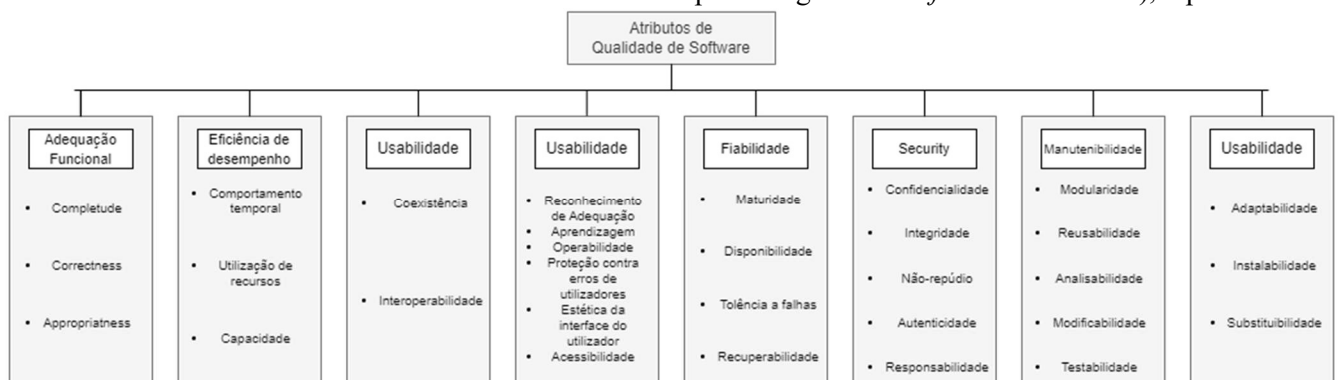 Atributos de
Qualidade de Software
Adequação
Funcional
Completude
Correctness
Appropriatness
Eficiência de
desempenho
Comportamento
temporal
Utilização de
recursos
Capacidade
Usabilidade
Coexistência
Interoperabilidade
Usabilidade
Reconhecimento
de Adequação
Aprendizagem
Operabilidade
Proteção contra
erros de
utilizadores
Estética da
interface do
utilizador
Acessibilidade
Fiabilidade
Maturidade
Disponibilidade
Tolência a falhas
Recuperabilidade
Security
Confidencialidade
Integridade
Não-repúdio
Autenticidade
Responsabilidade
Manutenibilidade
Modularidade
Reusabilidade
Analisabilidade
Modificabilidade
Testabilidade
Usabilidade
Adaptabilidade
Instalabilidade
Substituibilidade